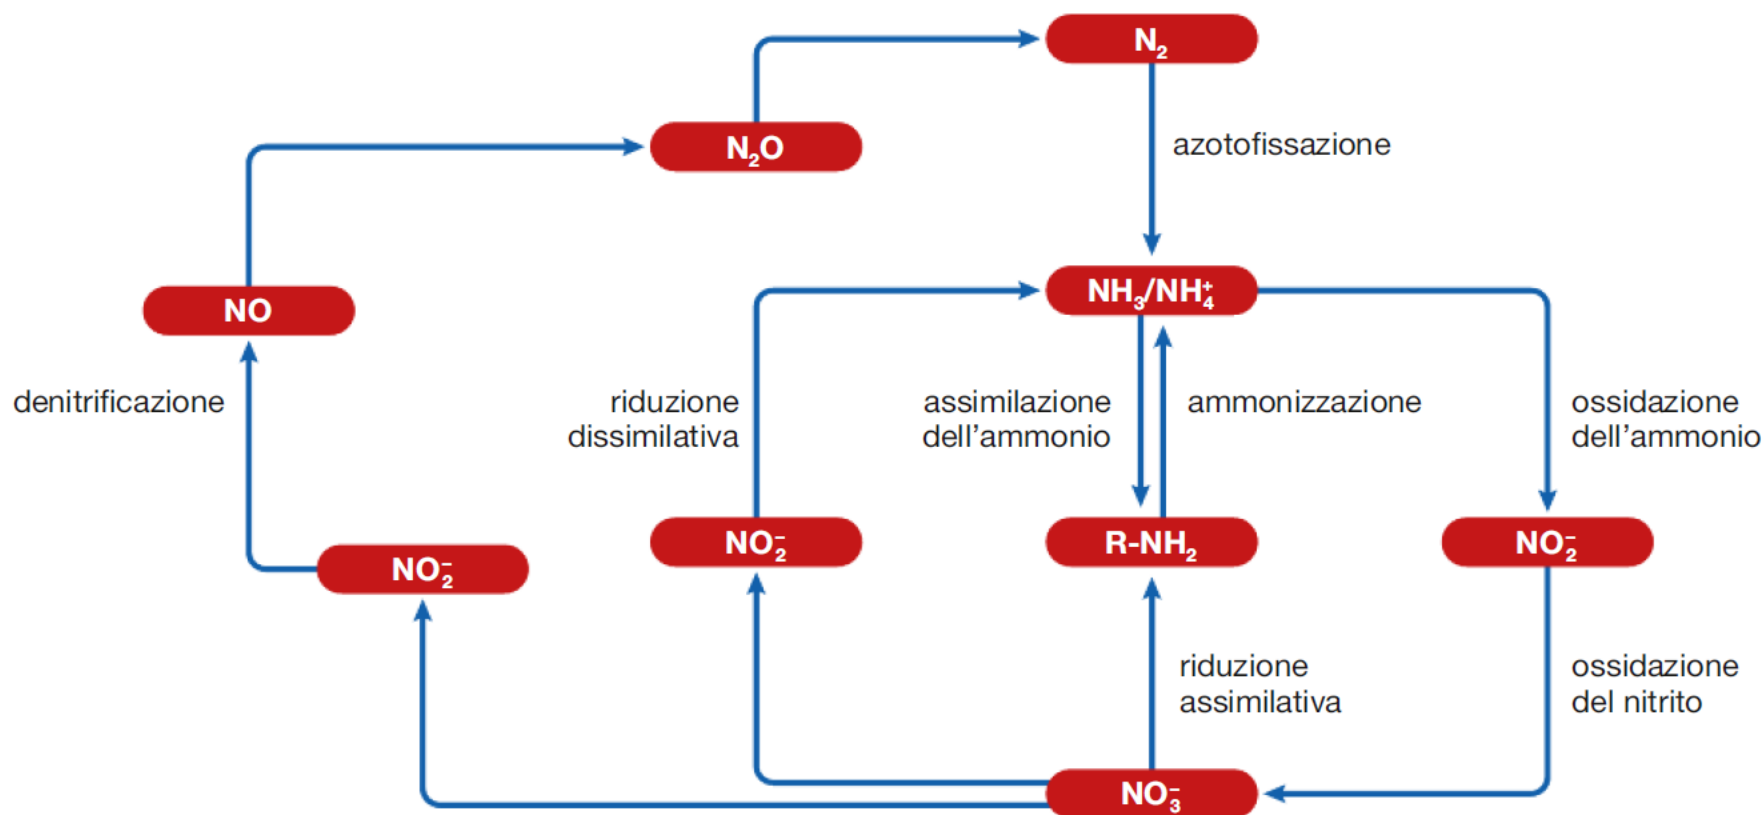 N₂
N₂O
azotofissazione
NH₃/NH₄⁺
NO
denitrificazione
riduzione
dissimilativa
assimilazione
dell’ammonio
ammonizzazione
ossidazione
dell’ammonio
NO₂⁻
NO₂⁻
R-NH₂
NO₂⁻
riduzione
assimilativa
ossidazione
del nitrito
NO₃⁻